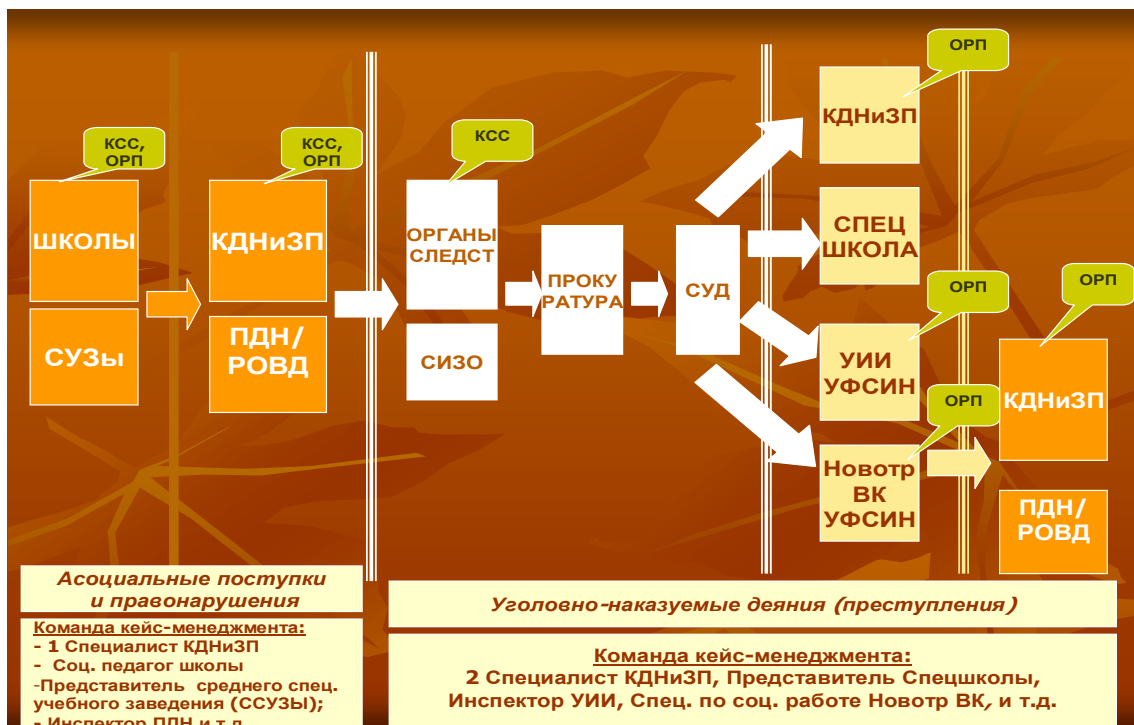 ОРП
КДНиЗП
КСС,
ОРП
КСС,
ОРП
КСС
ШКОЛЫ
КДНиЗП
ОРГАНЫ
СЛЕДСТ
СПЕЦ
ШКОЛА
ПРОКУ
РАТУРА
СУД
ОРП
ОРП
СУЗы
ПДН/
РОВД
СИЗО
УИИ
УФСИН
КДНиЗП
ОРП
Новотр
ВК
УФСИН
ПДН/
РОВД
Асоциальные поступки
и правонарушения
Команда кейс-менеджмента:
- 1 Специалист КДНиЗП
- Соц. педагог школы
-Представитель среднего спец.
учебного заведения (ССУЗЫ);
- Инспектор ПДН и т.д.
Уголовно-наказуемые деяния (преступления)
Команда кейс-менеджмента:
2 Специалист КДНиЗП, Представитель Спецшколы,
Инспектор УИИ, Спец. по соц. работе Новотр ВК, и т.д.